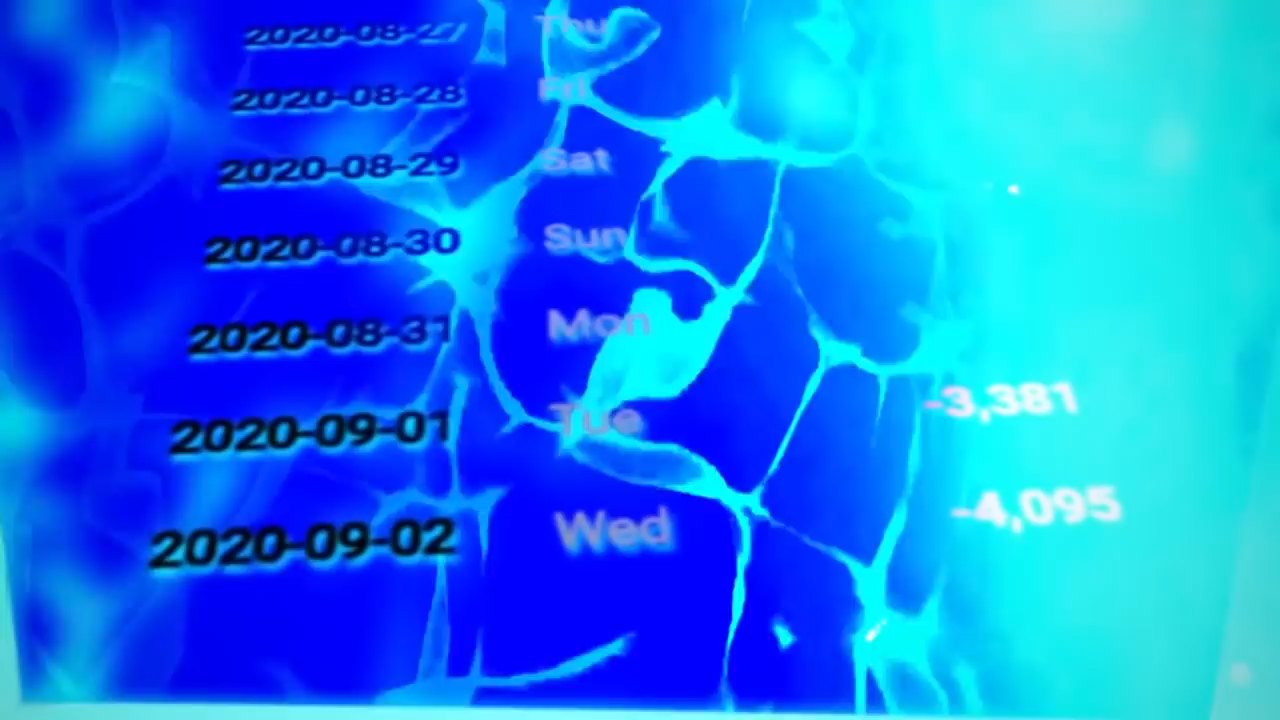 2020-08-27 Thu
2020-08-28 Fri
2020-08-29 Sat
2020-08-30 Sun
2020-08-31 Mon
2020-09-01 Tue -3,381
2020-09-02 Wed -4,095